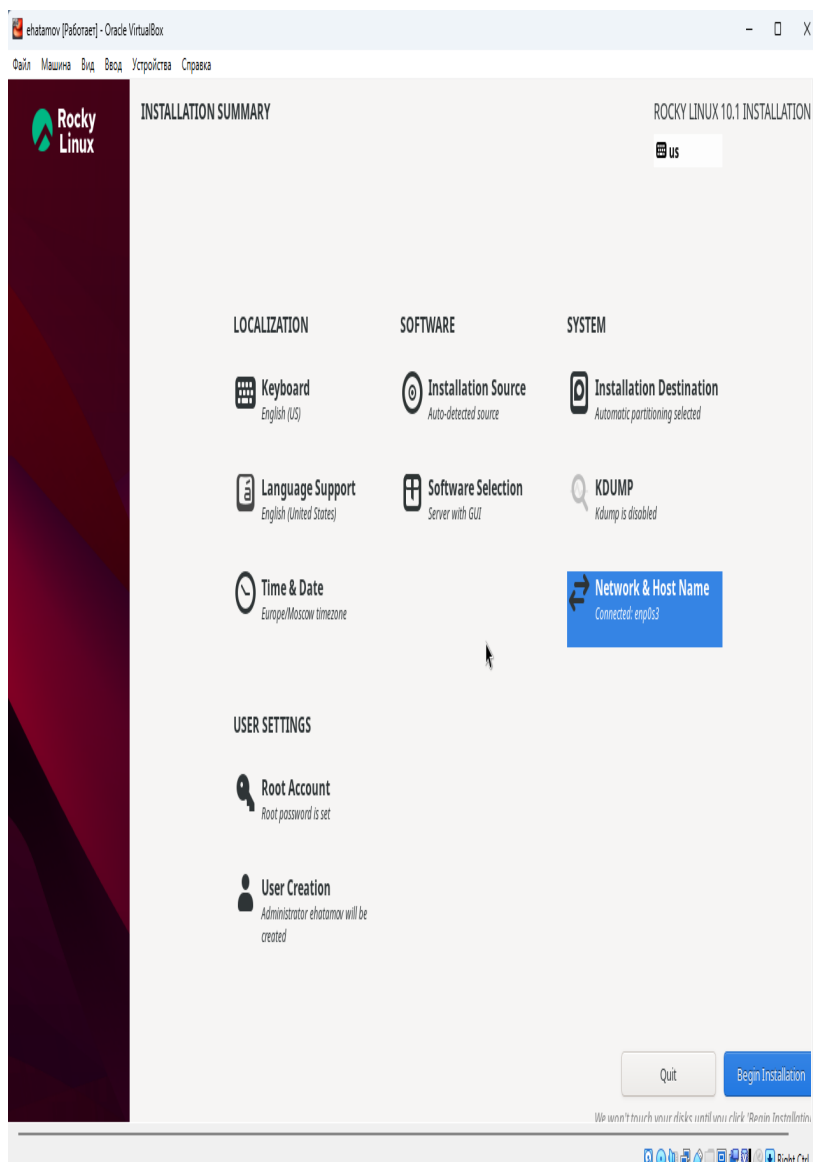 ehatamov [Работает] - Oracle VirtualBox
Файл Машина Вид Ввод Устройства Справка
Rocky
Linux
INSTALLATION SUMMARY
ROCKY LINUX 10.1 INSTALLATION
us
LOCALIZATION
Keyboard
English (US)
Language Support
English (United States)
Time & Date
Europe/Moscow timezone
SOFTWARE
Installation Source
Auto-detected source
Software Selection
Server with GUI
SYSTEM
Installation Destination
Automatic partitioning selected
KDUMP
Kdump is disabled
Network & Host Name
Connected: enp0s3
USER SETTINGS
Root Account
Root password is set
User Creation
Administrator ehatamov will be
created
Quit
Begin Installation
We won't touch your disks until you click 'Begin Installatio
Right Ctrl